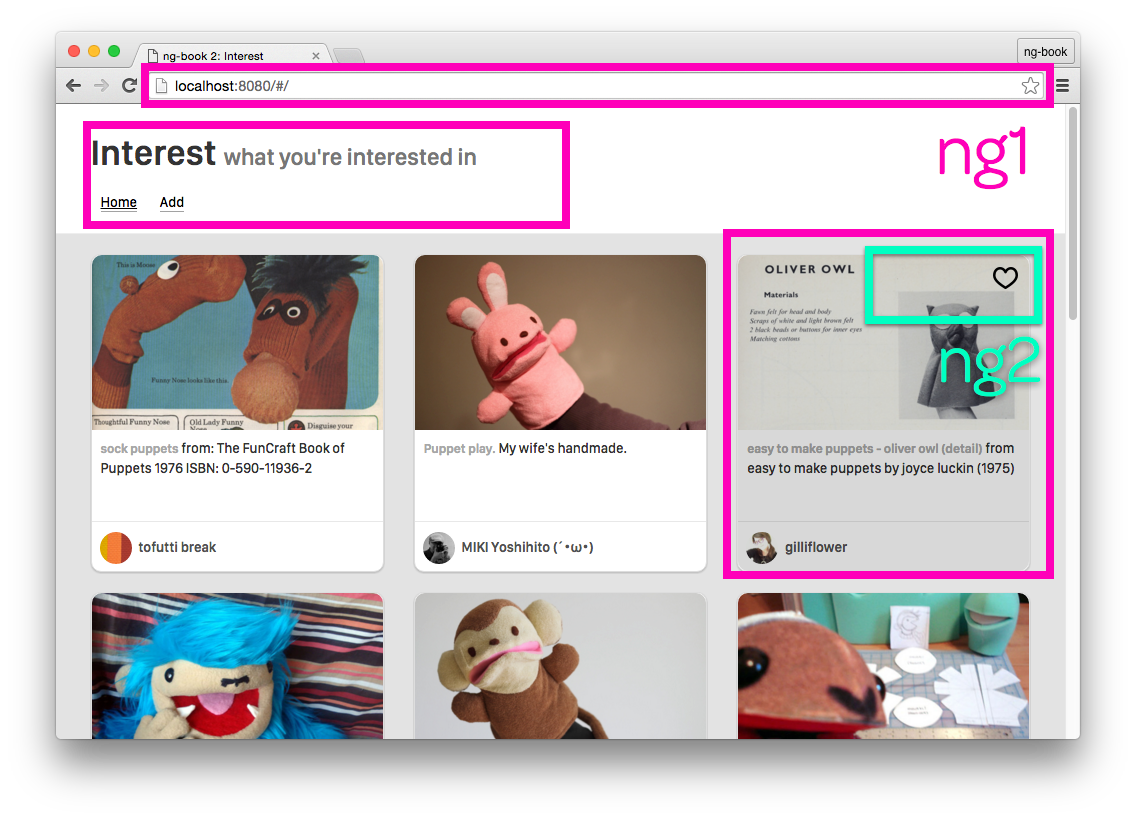 ng-book 2: Interest
ng-book
localhost:8080/#/
ng1
Interest what you're interested in
Home Add
This is Moose.
Funny Nose looks like this.
Thoughtful Funny Nose
Old Lady Funny
Nose
Disguise your
OLIVER OWL
Materials
Fawn felt for head and body
Scraps of white and light brown felt
2 black beads or buttons for inner eyes
Matching cottons
ng2
sock puppets from: The FunCraft Book of
Puppets 1976 ISBN: 0-590-11936-2
Puppet play. My wife's handmade.
easy to make puppets - oliver owl (detail) from
easy to make puppets by joyce luckin (1975)
tofutti break
MIKI Yoshihito (´･ω･)
gilliflower